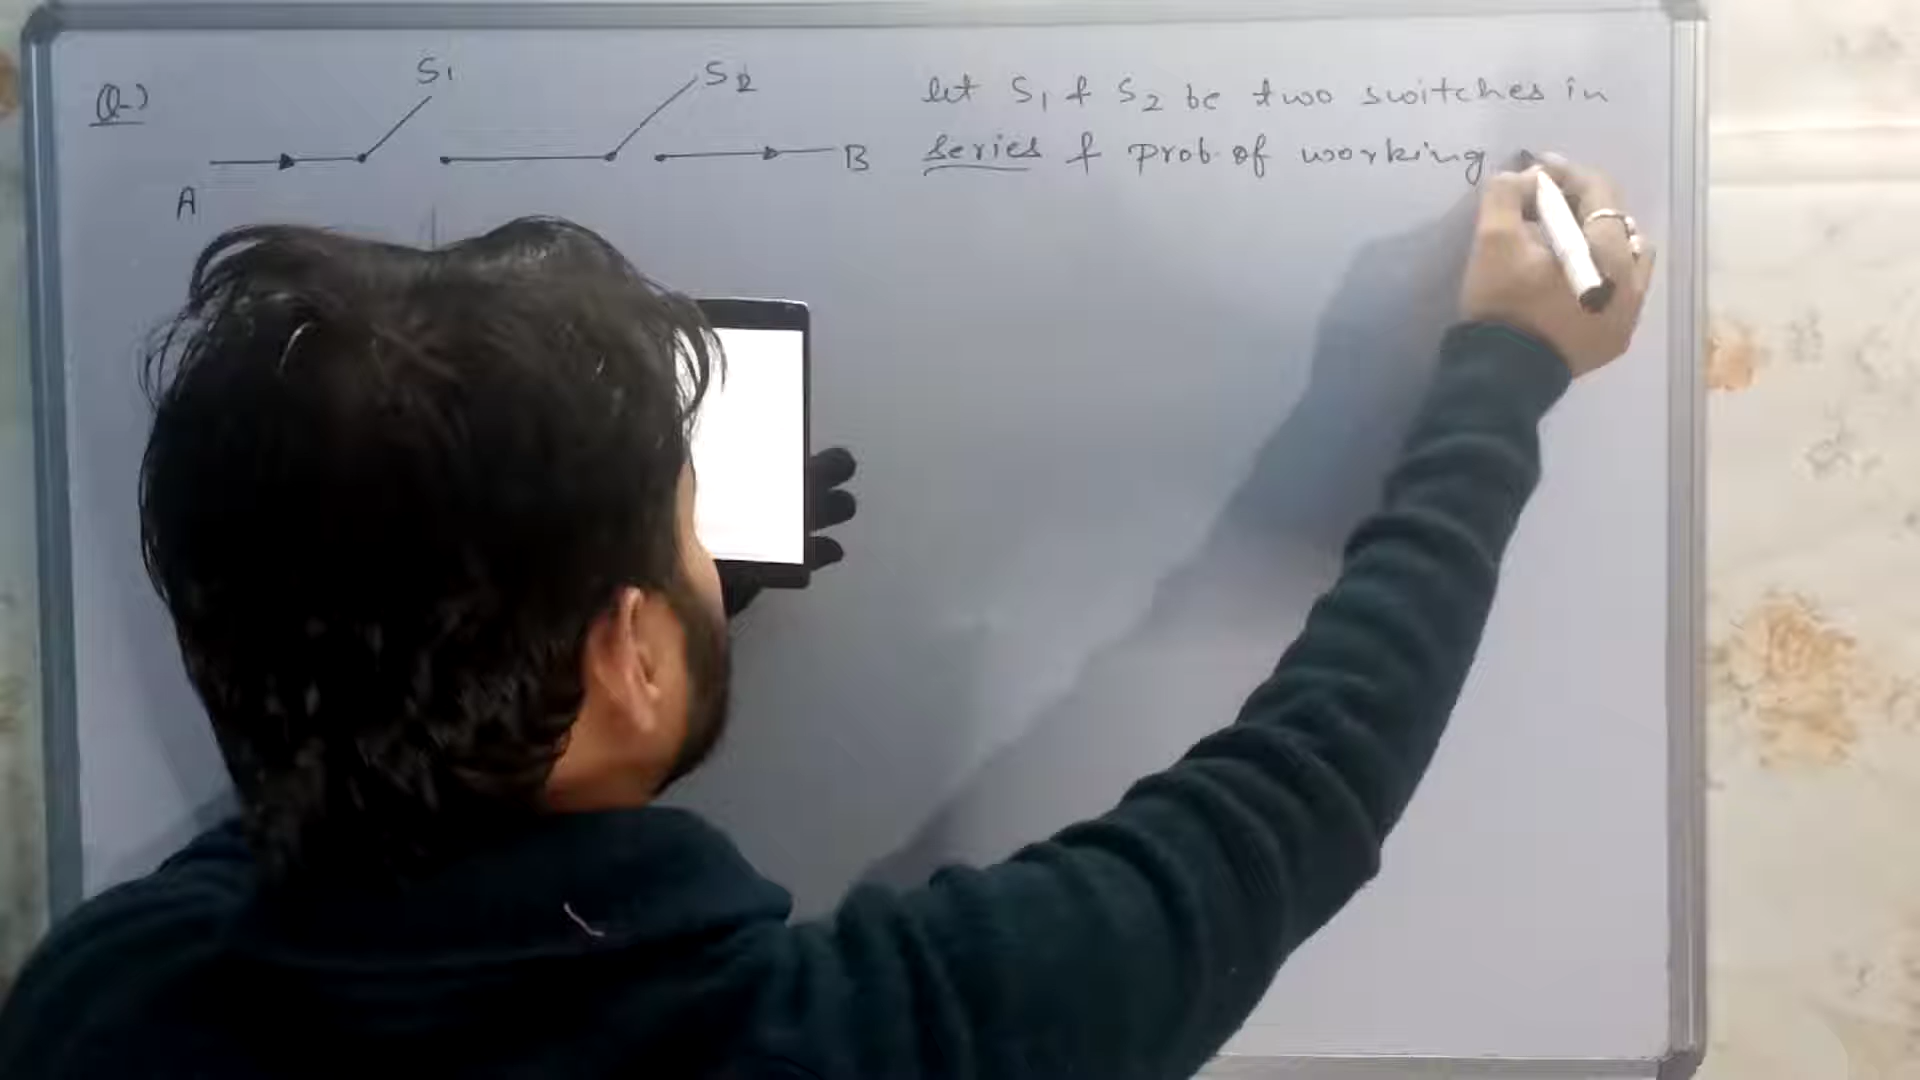 Q-)
S1
S2
A
B
let S1 & S2 be two switches in
series & prob. of working